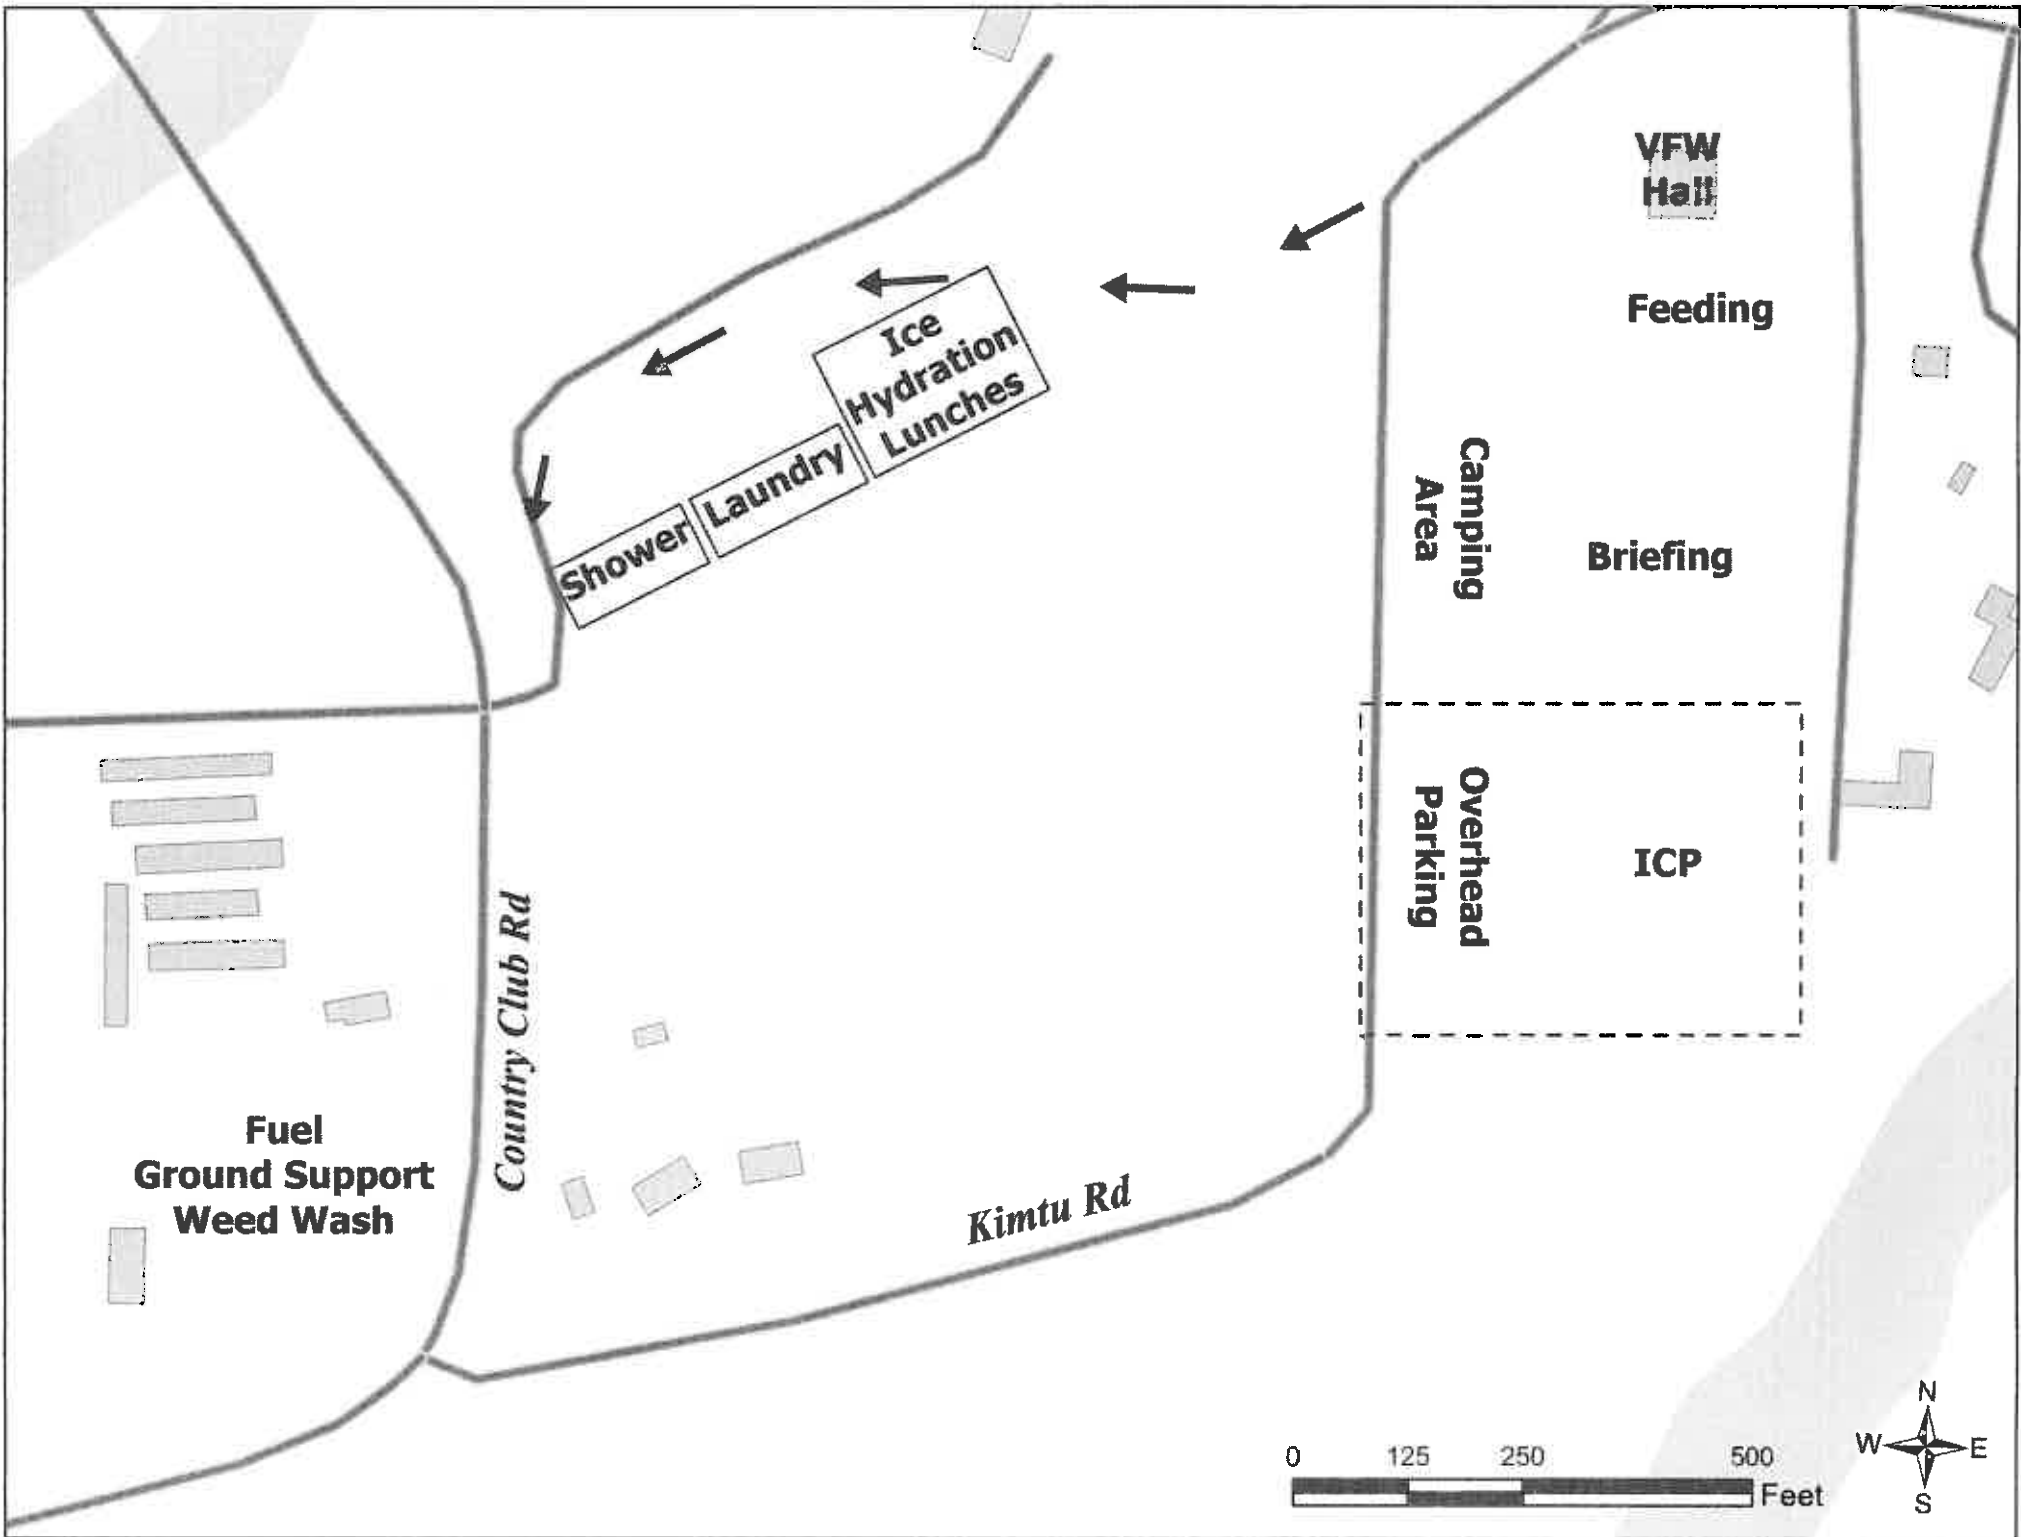 VFW
Hall
Feeding
Ice
Hydration
Lunches
Laundry
Shower
Camping
Area
Briefing
Overhead
Parking
ICP
Country Club Rd
Fuel
Ground Support
Weed Wash
Kimtu Rd
0 125 250 500
Feet
N
W E
S